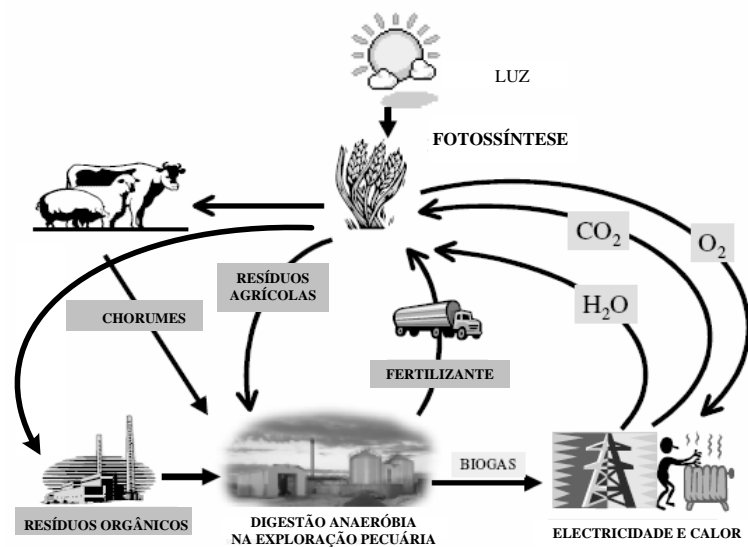 LUZ
FOTOSSÍNTESE
CO₂
O₂
RESÍDUOS
AGRÍCOLAS
H₂O
CHORUMES
FERTILIZANTE
BIOGAS
RESÍDUOS ORGÂNICOS
DIGESTÃO ANAERÓBIA
NA EXPLORAÇÃO PECUÁRIA
ELECTRICIDADE E CALOR